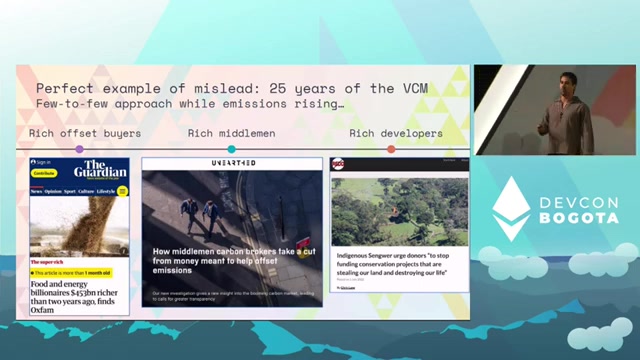 Perfect example of mislead: 25 years of the VCM
Few-to-few approach while emissions rising…
Rich offset buyers
Rich middlemen
Rich developers
Sign in
Contribute
The
Guardian
News Opinion Sport Culture Lifestyle
The super-rich
This article is more than 1 month old
Food and energy
billionaires $453bn richer
than two years ago, finds
Oxfam
UNEARTHED
How middlemen carbon brokers take a cut
from money meant to help offset
emissions
Our new investigation gives a new insight into the booming carbon market, leading
to calls for greater transparency
Indigenous Sengwer urge donors "to stop
funding conservation projects that are
stealing our land and destroying our life"
DEVCON
BOGOTA